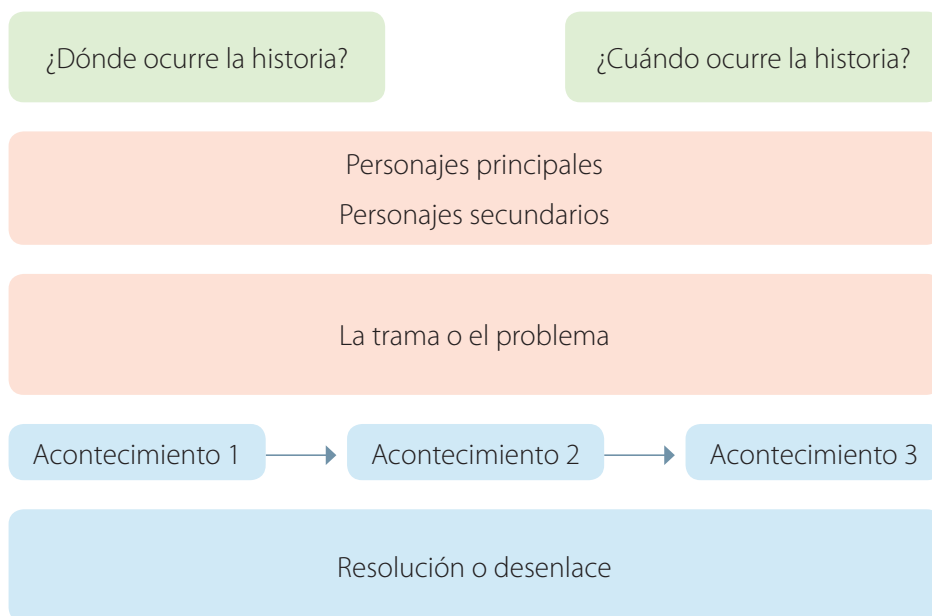 ¿Dónde ocurre la historia?
¿Cuándo ocurre la historia?
Personajes principales
Personajes secundarios
La trama o el problema
Acontecimiento 1
Acontecimiento 2
Acontecimiento 3
Resolución o desenlace